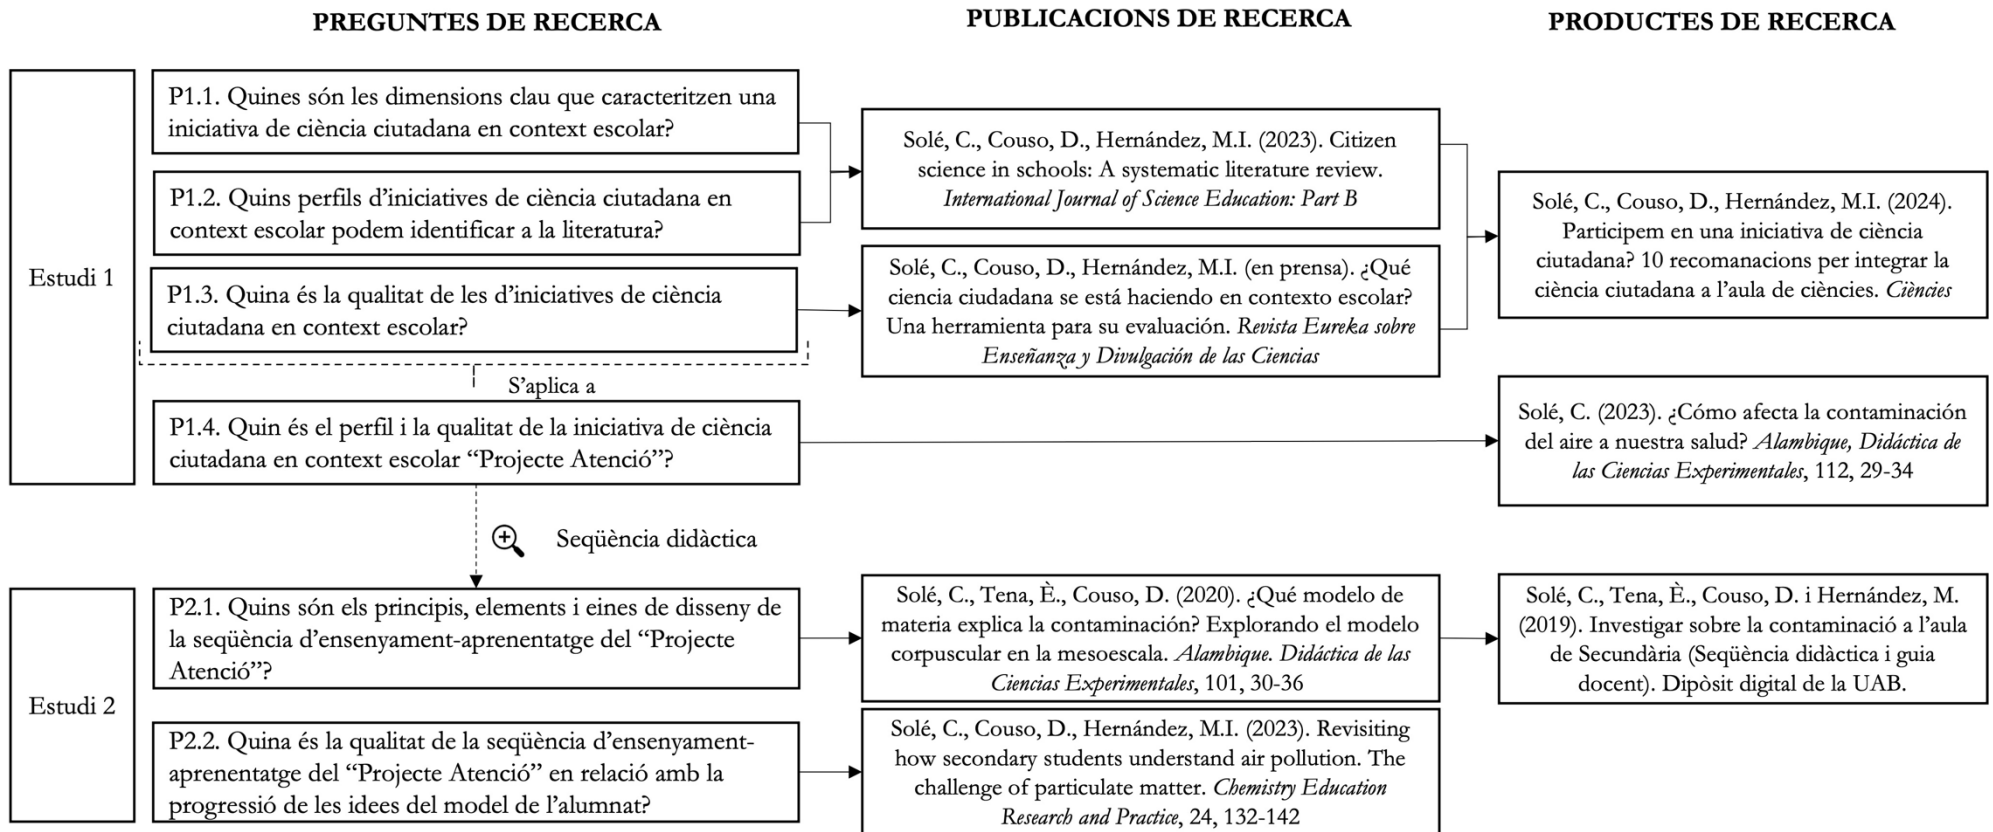 PREGUNTES DE RECERCA
PUBLICACIONS DE RECERCA
PRODUCTES DE RECERCA
Estudi 1
P1.1. Quines són les dimensions clau que caracteritzen una
iniciativa de ciència ciutadana en context escolar?
P1.2. Quins perfils d’iniciatives de ciència ciutadana en
context escolar podem identificar a la literatura?
P1.3. Quina és la qualitat de les d’iniciatives de ciència
ciutadana en context escolar?
S’aplica a
P1.4. Quin és el perfil i la qualitat de la iniciativa de ciència
ciutadana en context escolar “Projecte Atenció”?
Solé, C., Couso, D., Hernández, M.I. (2023). Citizen
science in schools: A systematic literature review.
International Journal of Science Education: Part B
Solé, C., Couso, D., Hernández, M.I. (en prensa). ¿Qué
ciencia ciudadana se está haciendo en contexto escolar?
Una herramienta para su evaluación. Revista Eureka sobre
Enseñanza y Divulgación de las Ciencias
Solé, C., Couso, D., Hernández, M.I. (2024).
Participem en una iniciativa de ciència
ciutadana? 10 recomanacions per integrar la
ciència ciutadana a l’aula de ciències. Ciències
Solé, C. (2023). ¿Cómo afecta la contaminación
del aire a nuestra salud? Alambique, Didáctica de
las Ciencias Experimentales, 112, 29-34
Seqüència didàctica
Estudi 2
P2.1. Quins són els principis, elements i eines de disseny de
la seqüència d’ensenyament-aprenentatge del “Projecte
Atenció”?
P2.2. Quina és la qualitat de la seqüència d’ensenyament-
aprenentatge del “Projecte Atenció” en relació amb la
progressió de les idees del model de l’alumnat?
Solé, C., Tena, È., Couso, D. (2020). ¿Qué modelo de
materia explica la contaminación? Explorando el modelo
corpuscular en la mesoescala. Alambique. Didáctica de las
Ciencias Experimentales, 101, 30-36
Solé, C., Couso, D., Hernández, M.I. (2023). Revisiting
how secondary students understand air pollution. The
challenge of particulate matter. Chemistry Education
Research and Practice, 24, 132-142
Solé, C., Tena, È., Couso, D. i Hernández, M.
(2019). Investigar sobre la contaminació a l’aula
de Secundària (Seqüència didàctica i guia
docent). Dipòsit digital de la UAB.